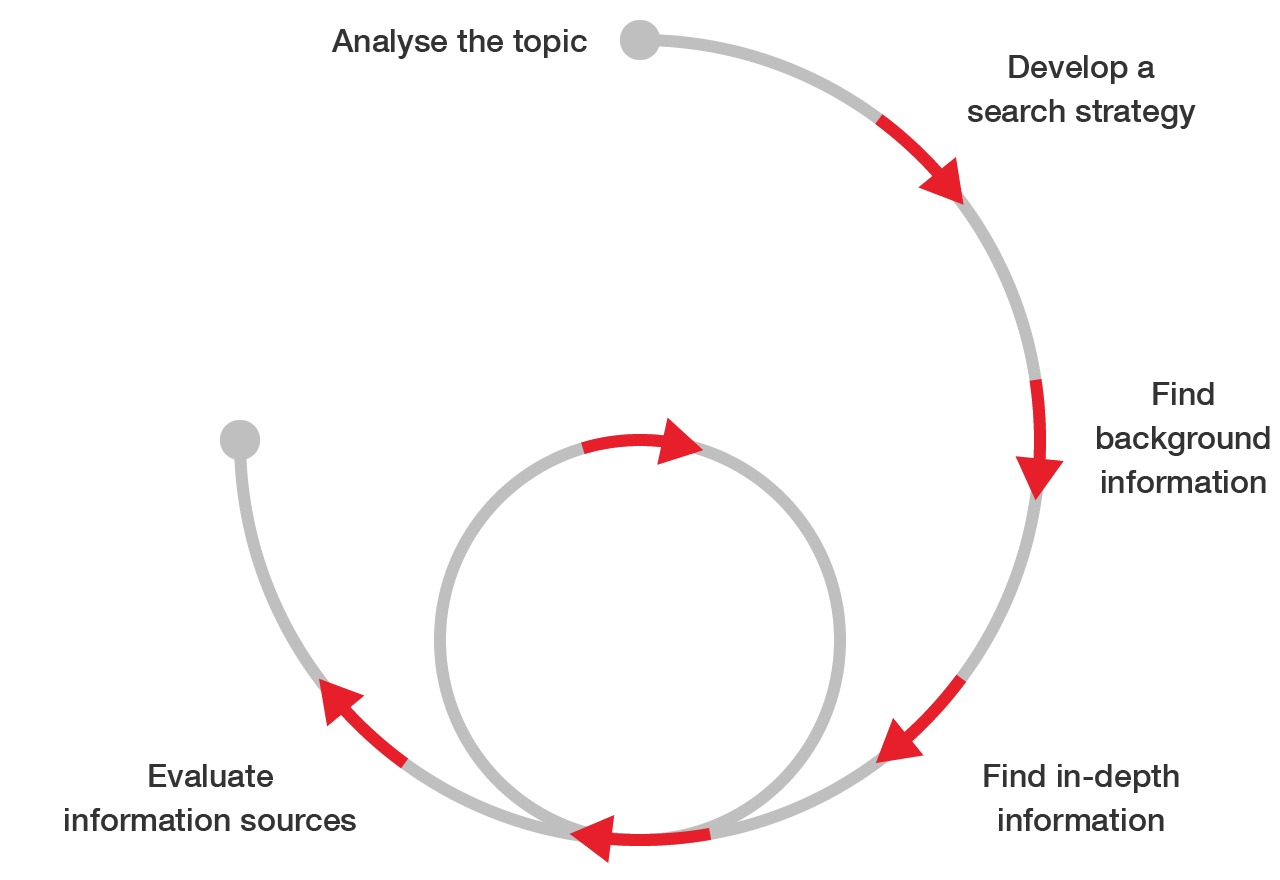 Analyse the topic
Develop a
search strategy
Find
background
information
Find in-depth
information
Evaluate
information sources